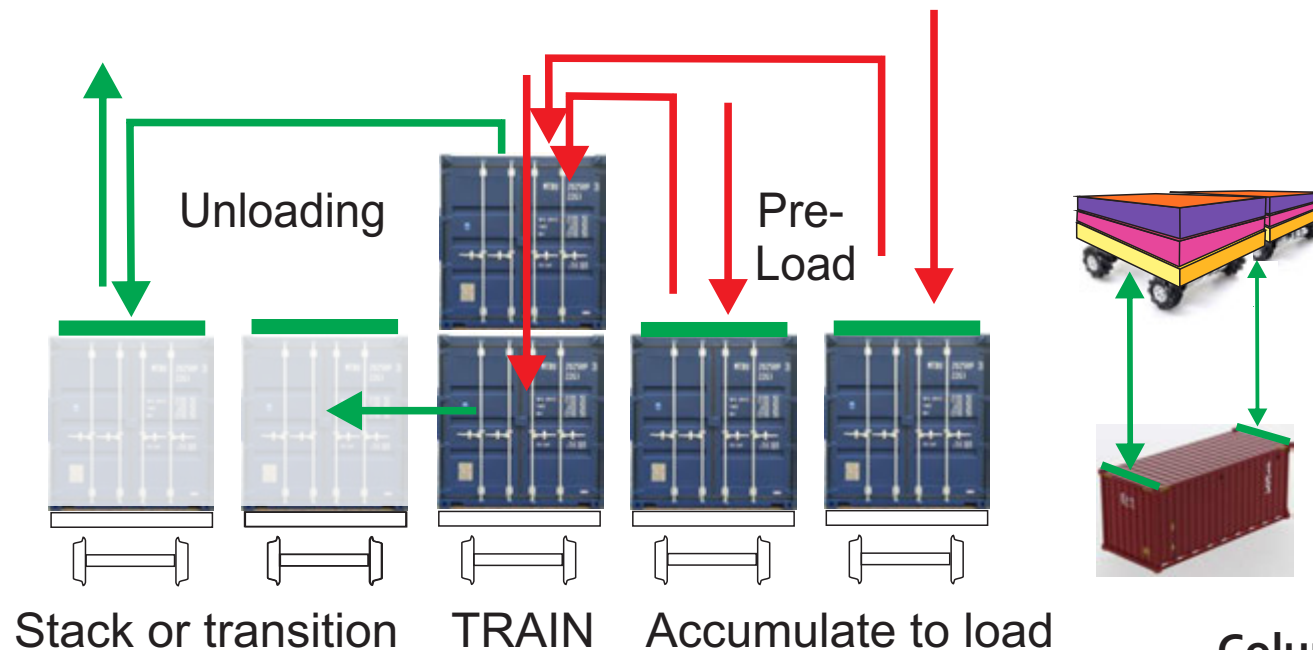 Unloading
Pre-
Load
Stack or transition
TRAIN
Accumulate to load